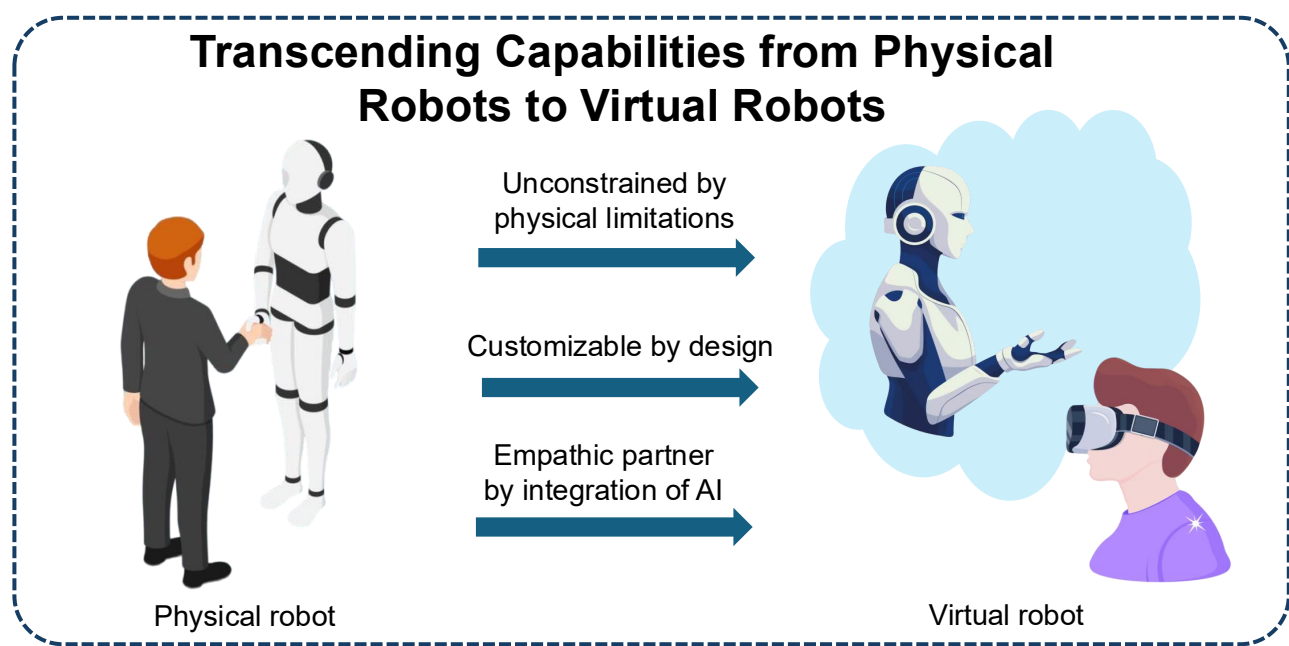 Transcending Capabilities from Physical
Robots to Virtual Robots
Unconstrained by
physical limitations
Customizable by design
Empathic partner
by integration of AI
Physical robot
Virtual robot